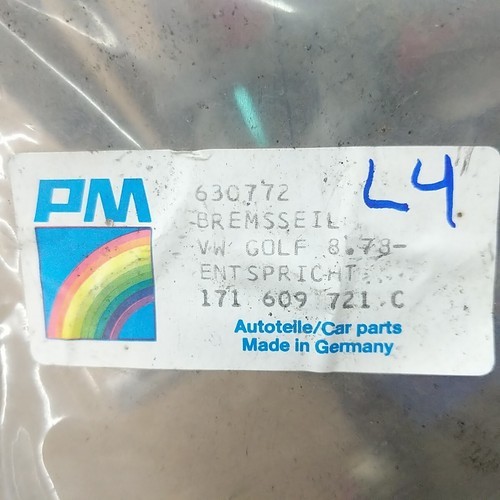 PM
630772
L4
BREMSSEIL
VW GOLF 8.78-
ENTSPRICHT
171 609 721 C
Autoteile/Car parts
Made in Germany